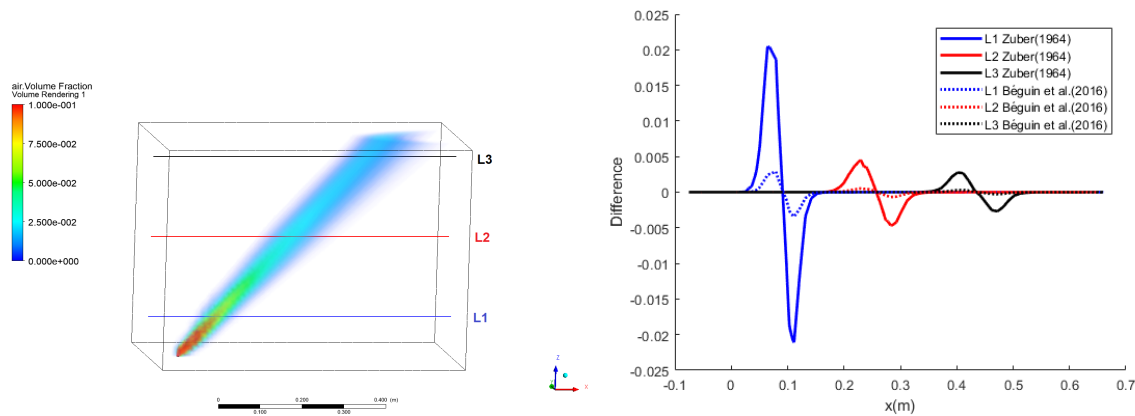 air.Volume Fraction
Volume Rendering 1
1.000e-001
7.500e-002
5.000e-002
2.500e-002
0.000e+000
L3
L2
L1
0
0.100
0.200
0.300
0.400 (m)
z
x
0.025
0.02
0.015
0.01
0.005
0
-0.005
-0.01
-0.015
-0.02
-0.025
Difference
L1 Zuber(1964)
L2 Zuber(1964)
L3 Zuber(1964)
L1 Béguin et al.(2016)
L2 Béguin et al.(2016)
L3 Béguin et al.(2016)
-0.1
0
0.1
0.2
0.3
0.4
0.5
0.6
0.7
x(m)